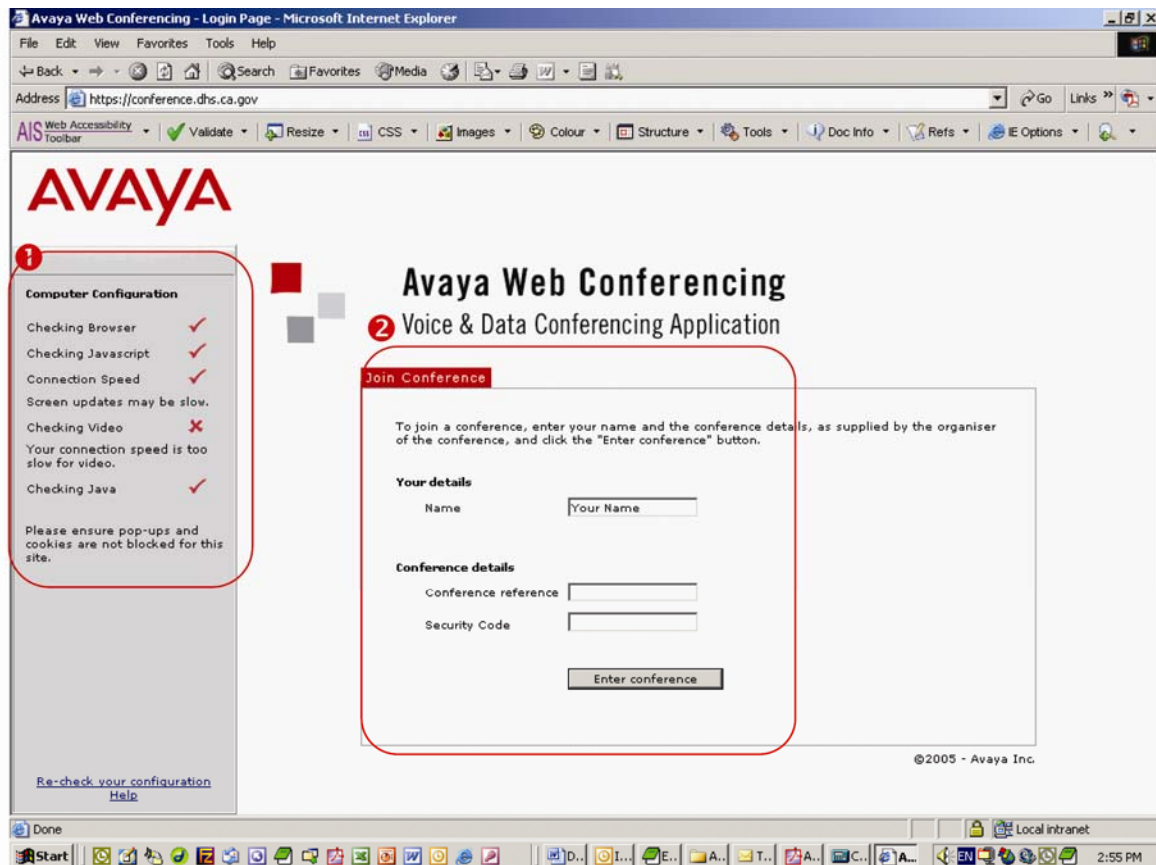 Avaya Web Conferencing - Login Page - Microsoft Internet Explorer
File Edit View Favorites Tools Help
Back Search Favorites Media
Address https://conference.dhs.ca.gov Go Links »
AIS Web Accessibility Toolbar Validate Resize CSS Images Colour Structure Tools Doc Info Refs IE Options
AVAYA
1
Computer Configuration
Checking Browser
Checking Javascript
Connection Speed
Screen updates may be slow.
Checking Video
Your connection speed is too
slow for video.
Checking Java
Please ensure pop-ups and
cookies are not blocked for this
site.
Re-check your configuration
Help
Avaya Web Conferencing
2 Voice & Data Conferencing Application
Join Conference
To join a conference, enter your name and the conference details, as supplied by the organiser
of the conference, and click the "Enter conference" button.
Your details
Name Your Name
Conference details
Conference reference
Security Code
Enter conference
©2005 - Avaya Inc.
Done Local intranet
Start D.. I... E.. A.. T.. A.. C.. A... EN 2:55 PM